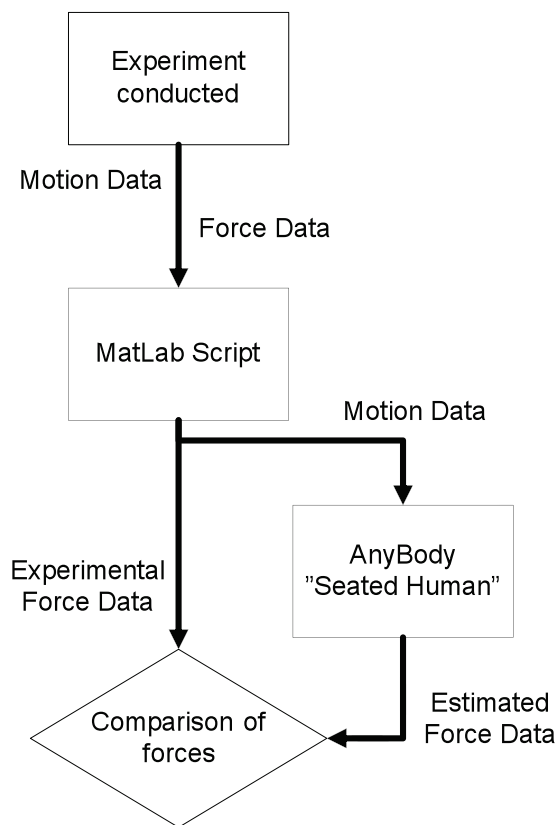 Experiment
conducted
Motion Data
Force Data
MatLab Script
Motion Data
AnyBody
”Seated Human”
Experimental
Force Data
Estimated
Force Data
Comparison of
forces